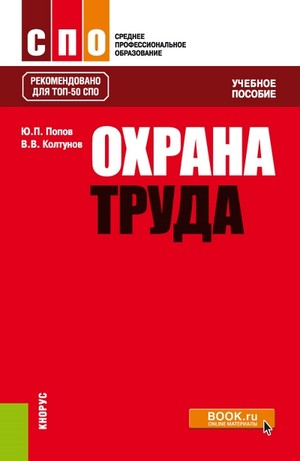 СПО
СРЕДНЕЕ
ПРОФЕССИОНАЛЬНОЕ
ОБРАЗОВАНИЕ
РЕКОМЕНДОВАНО
ДЛЯ ТОП-50 СПО
УЧЕБНОЕ
ПОСОБИЕ
Ю.П. Попов
В.В. Колтунов
ОХРАНА
ТРУДА
КНОРУС
BOOK.ru
ONLINE МАТЕРИАЛЫ